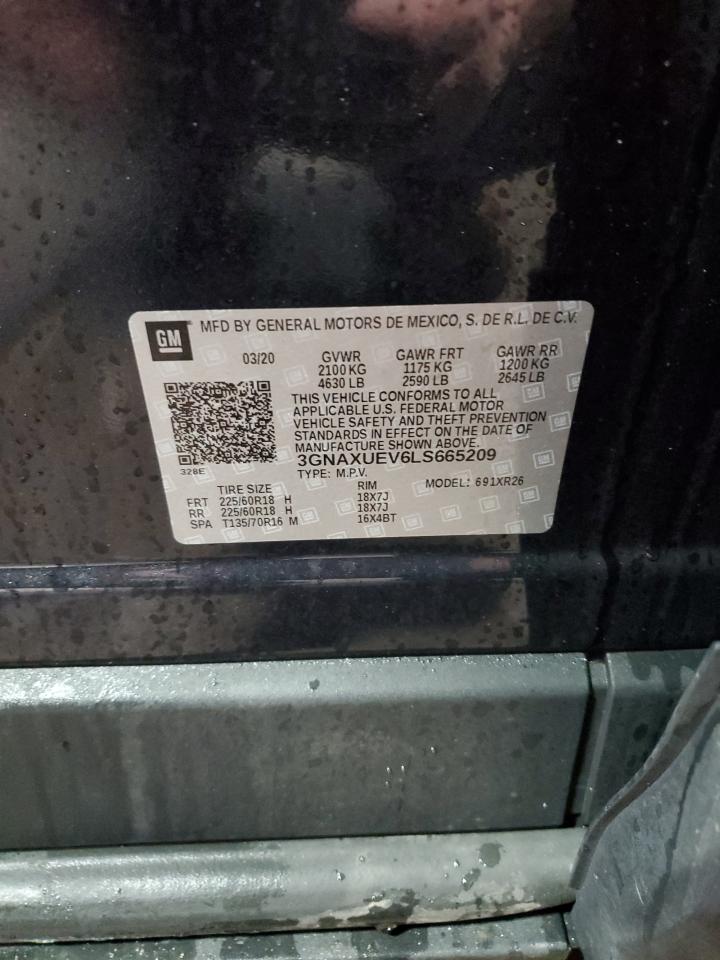 GM MFD BY GENERAL MOTORS DE MEXICO, S. DE R.L. DE C.V.
03/20 GVWR GAWR FRT GAWR RR
2100 KG 1175 KG 1200 KG
4630 LB 2590 LB 2645 LB
THIS VEHICLE CONFORMS TO ALL
APPLICABLE U.S. FEDERAL MOTOR
VEHICLE SAFETY AND THEFT PREVENTION
STANDARDS IN EFFECT ON THE DATE OF
MANUFACTURE SHOWN ABOVE.
328E
3GNAXUEV6LS665209
TYPE: M.P.V. MODEL: 691XR26
TIRE SIZE RIM
FRT 225/60R18 H 18X7J
RR 225/60R18 H 18X7J
SPA T135/70R16 M 16X4BT